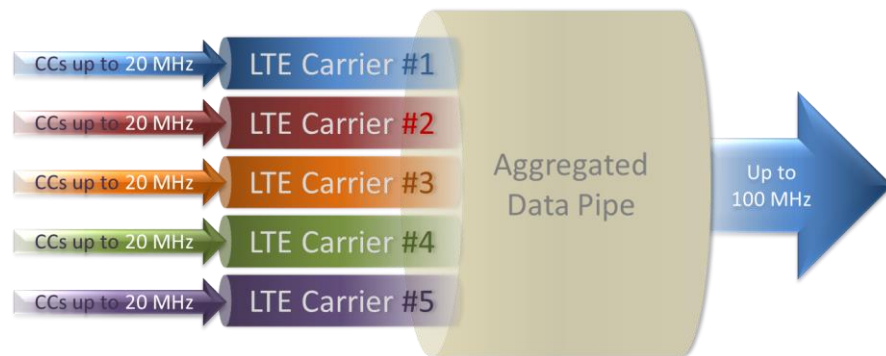 CCs up to 20 MHz
LTE Carrier #1
CCs up to 20 MHz
LTE Carrier #2
CCs up to 20 MHz
LTE Carrier #3
CCs up to 20 MHz
LTE Carrier #4
CCs up to 20 MHz
LTE Carrier #5
Aggregated
Data Pipe
Up to
100 MHz